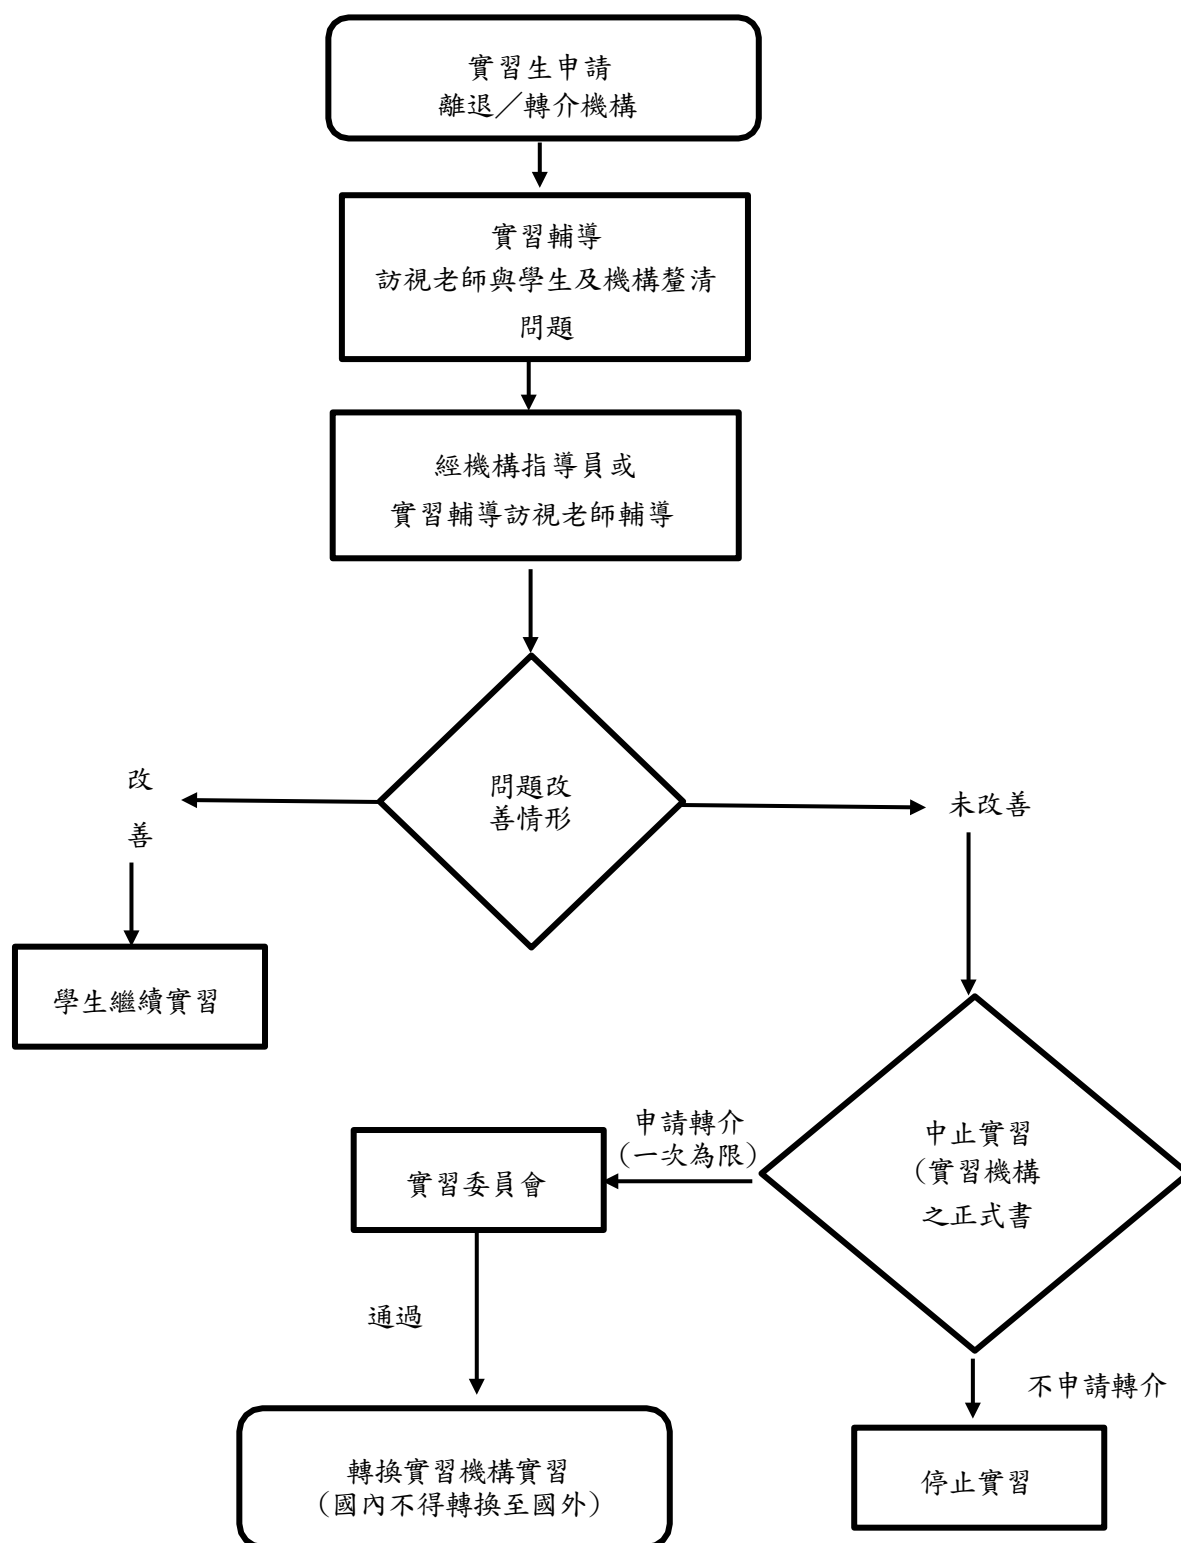 實習生申請
離退／轉介機構
實習輔導
訪視老師與學生及機構釐清
問題
經機構指導員或
實習輔導訪視老師輔導
問題改
善情形
改
善
未改善
學生繼續實習
中止實習
（實習機構
之正式書
申請轉介
（一次為限）
實習委員會
通過
不申請轉介
轉換實習機構實習
（國內不得轉換至國外）
停止實習